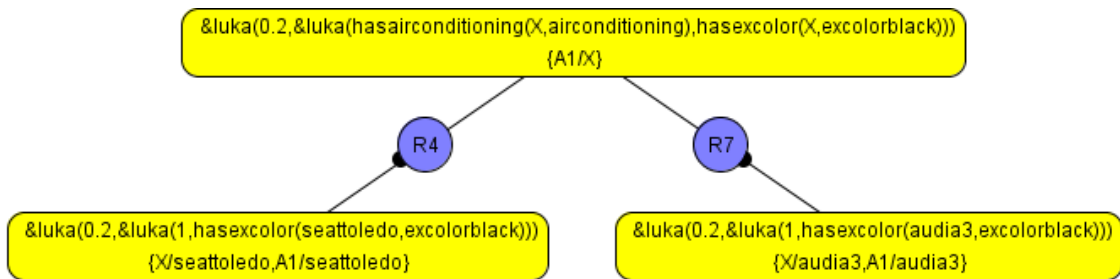 &luka(0.2,&luka(hasairconditioning(X,airconditioning),hasexcolor(X,excolorblack)))
{A1/X}
R4
R7
&luka(0.2,&luka(1,hasexcolor(seattoledo,excolorblack)))
{X/seattoledo,A1/seattoledo}
&luka(0.2,&luka(1,hasexcolor(audia3,excolorblack)))
{X/audia3,A1/audia3}